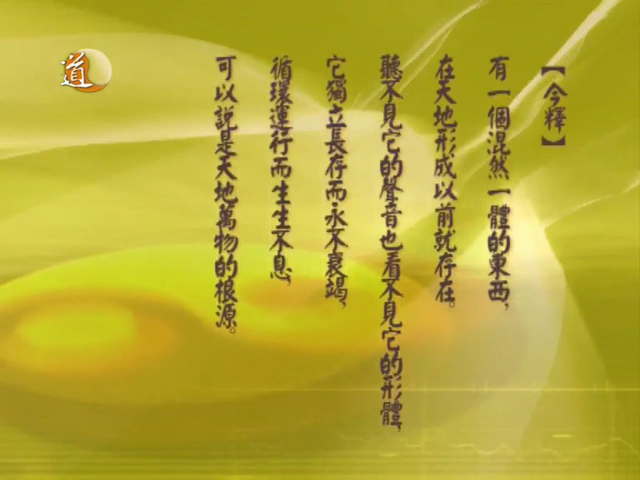 道
【今釋】
有一個混然一體的東西,
在天地形成以前就存在。
聽不見它的聲音也看不見它的形體,
它獨立長存而永不衰竭,
循環運行而生生不息,
可以說是天地萬物的根源。